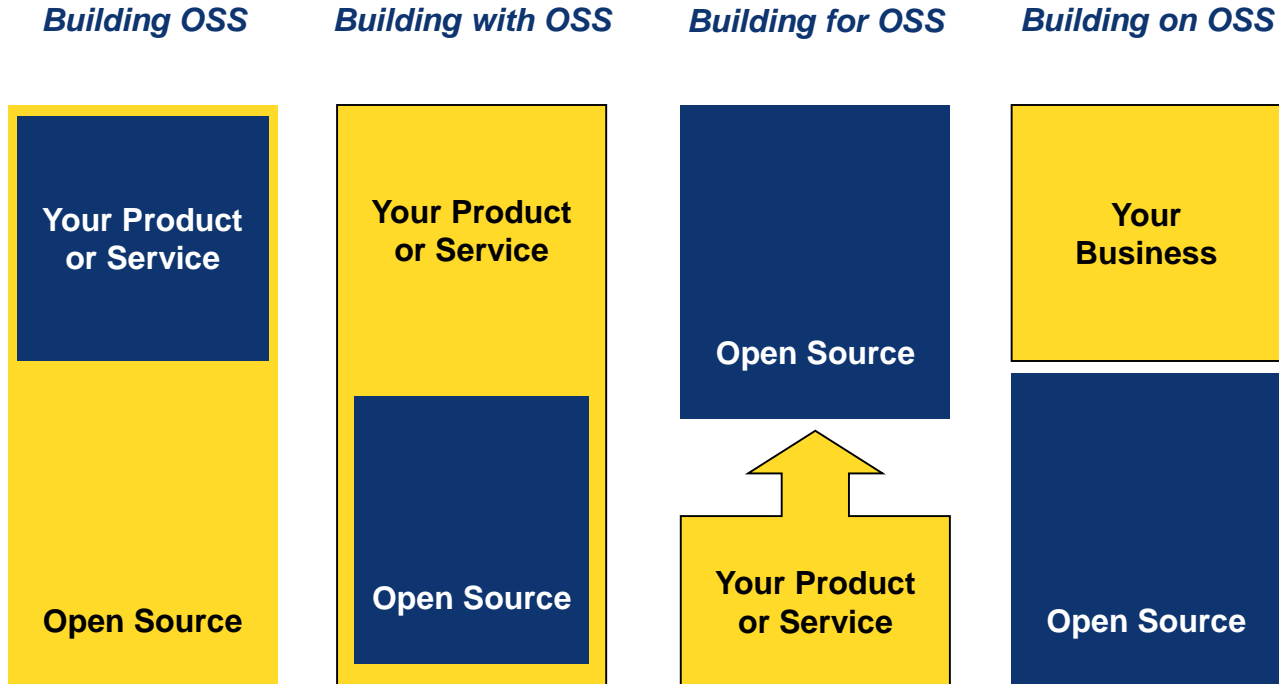 Building OSS
Building with OSS
Building for OSS
Building on OSS
Your Product
or Service
Open Source
Your Product
or Service
Open Source
Open Source
Your Product
or Service
Your
Business
Open Source